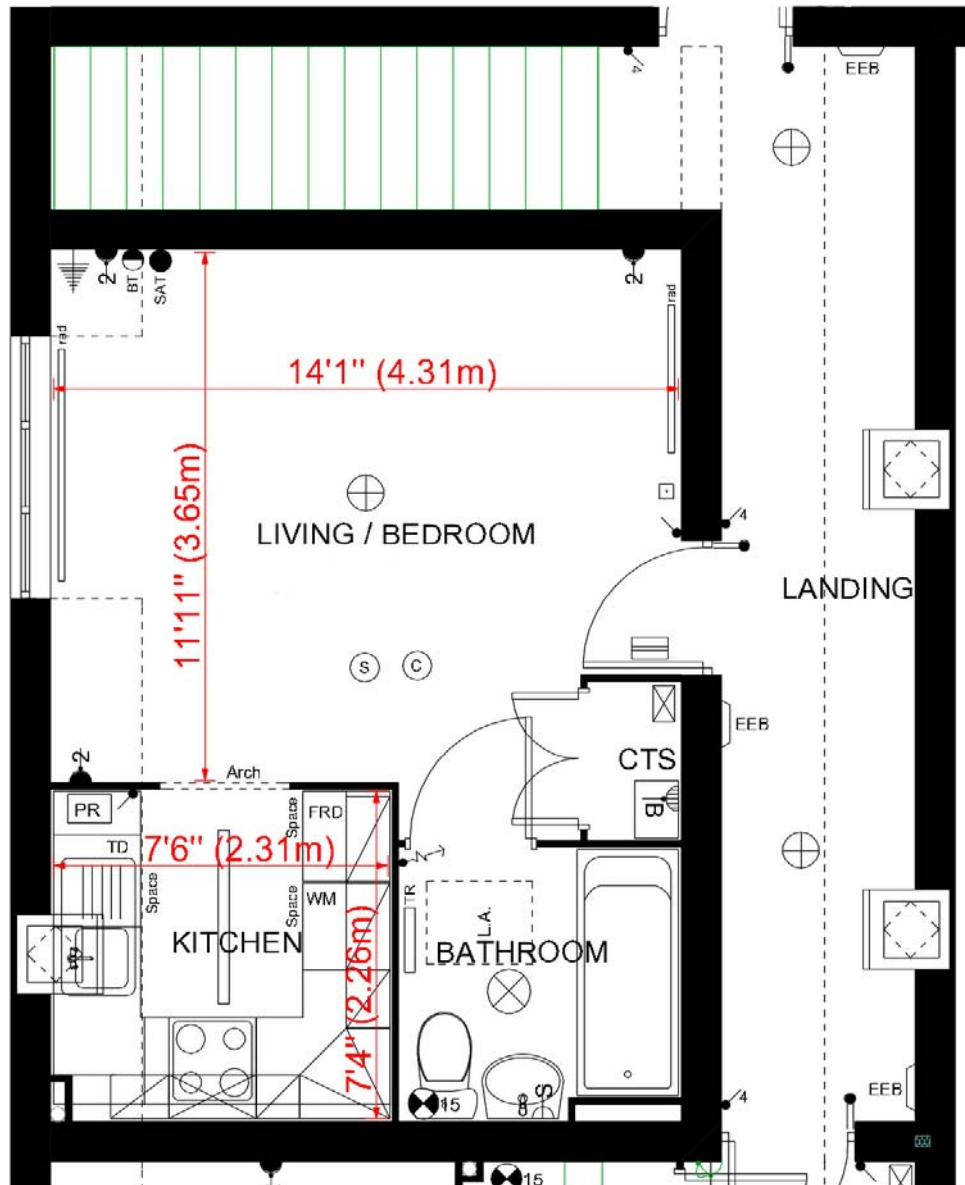 4
EEB
2
BT
SAT
2
rad
rad
14'1" (4.31m)
11'11" (3.65m)
LIVING / BEDROOM
4
LANDING
S
C
2
EEB
CTS
B
Arch
PR
TD
Space
FRD
7'6" (2.31m)
Space
Space
WM
TR
L.A.
KITCHEN
BATHROOM
7'4" (2.26m)
15
S
4
EEB
15